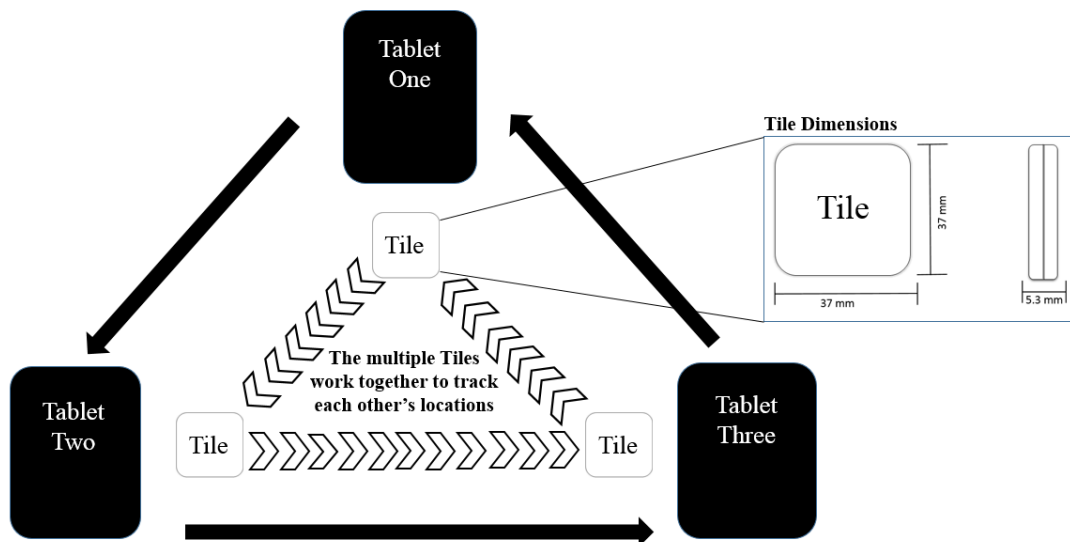 Tablet
One
Tile Dimensions
Tile
37 mm
37 mm
5.3 mm
Tile
The multiple Tiles
work together to track
each other's locations
Tablet
Two
Tile
Tile
Tablet
Three